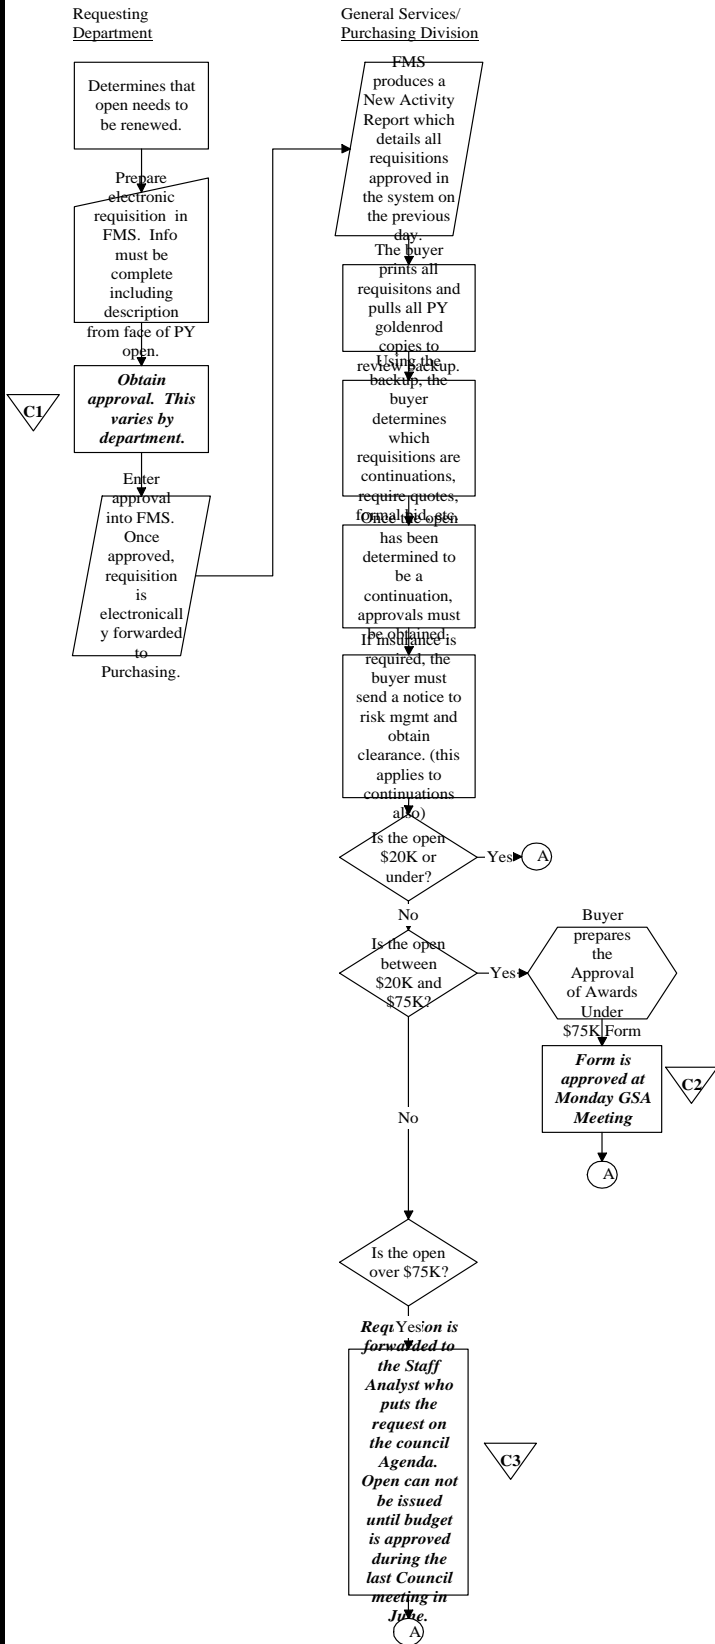 Requesting
Department
Determines that
open needs to
be renewed.
Prepare
electronic
requisition in
FMS. Info
must be
complete
including
description
from face of PY
open.
Obtain
approval. This
varies by
department.
C1
Enter
approval
into FMS.
Once
approved,
requisition
is
electronicall
y forwarded
to
Purchasing.
General Services/
Purchasing Division
FMS
produces a
New Activity
Report which
details all
requisitions
approved in
the system on
the previous
day.
The buyer
prints all
requisitons and
pulls all PY
goldenrod
copies to
review backup.
Using the
backup, the
buyer
determines
which
requisitions are
continuations,
require quotes,
formal bid, etc.
Once the open
has been
determined to
be a
continuation,
approvals must
be obtained.
If insurance is
required, the
buyer must
send a notice to
risk mgmt and
obtain
clearance. (this
applies to
continuations
also)
Is the open
$20K or
under?
Yes
A
No
Is the open
between
$20K and
$75K?
Yes
Buyer
prepares
the
Approval
of Awards
Under
$75K Form
Form is
approved at
Monday GSA
Meeting
C2
A
No
Is the open
over $75K?
Yes
is
forwarded to
the Staff
Analyst who
puts the
request on
the council
Agenda.
Open can not
be issued
until budget
is approved
during the
last Council
meeting in
June.
C3
A